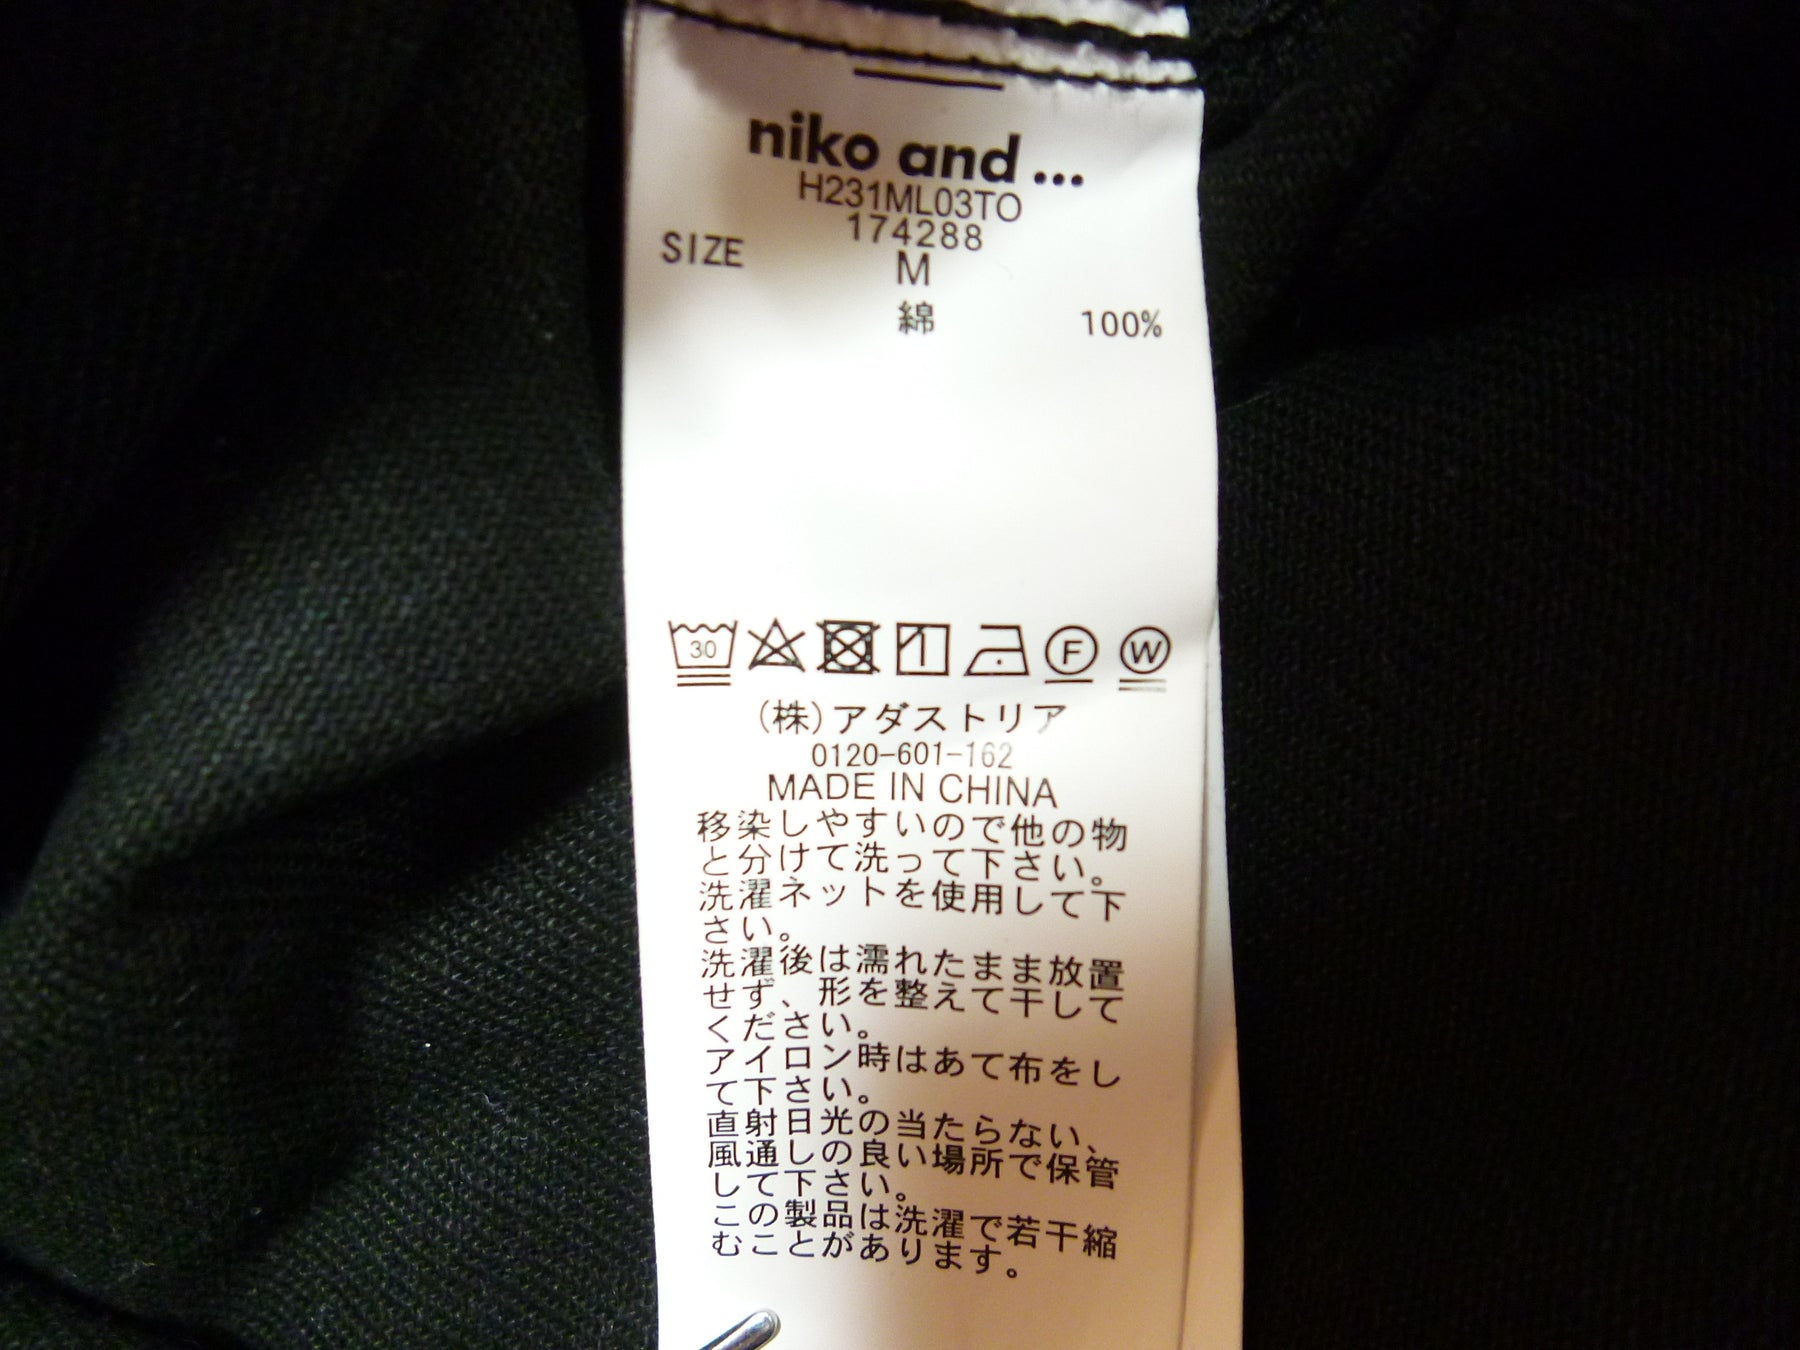 niko and ...
H231ML03TO
174288
SIZE M
綿 100%
30
F W
(株)アダストリア
0120-601-162
MADE IN CHINA
移染しやすいので他の物
と分けて洗って下さい。
洗濯ネットを使用して下
さい。
洗濯後は濡れたまま放置
せず、形を整えて干して
ください。
アイロン時はあて布をし
て下さい。
直射日光の当たらない、
風通しの良い場所で保管
して下さい。
この製品は洗濯で若干縮
むことがあります。